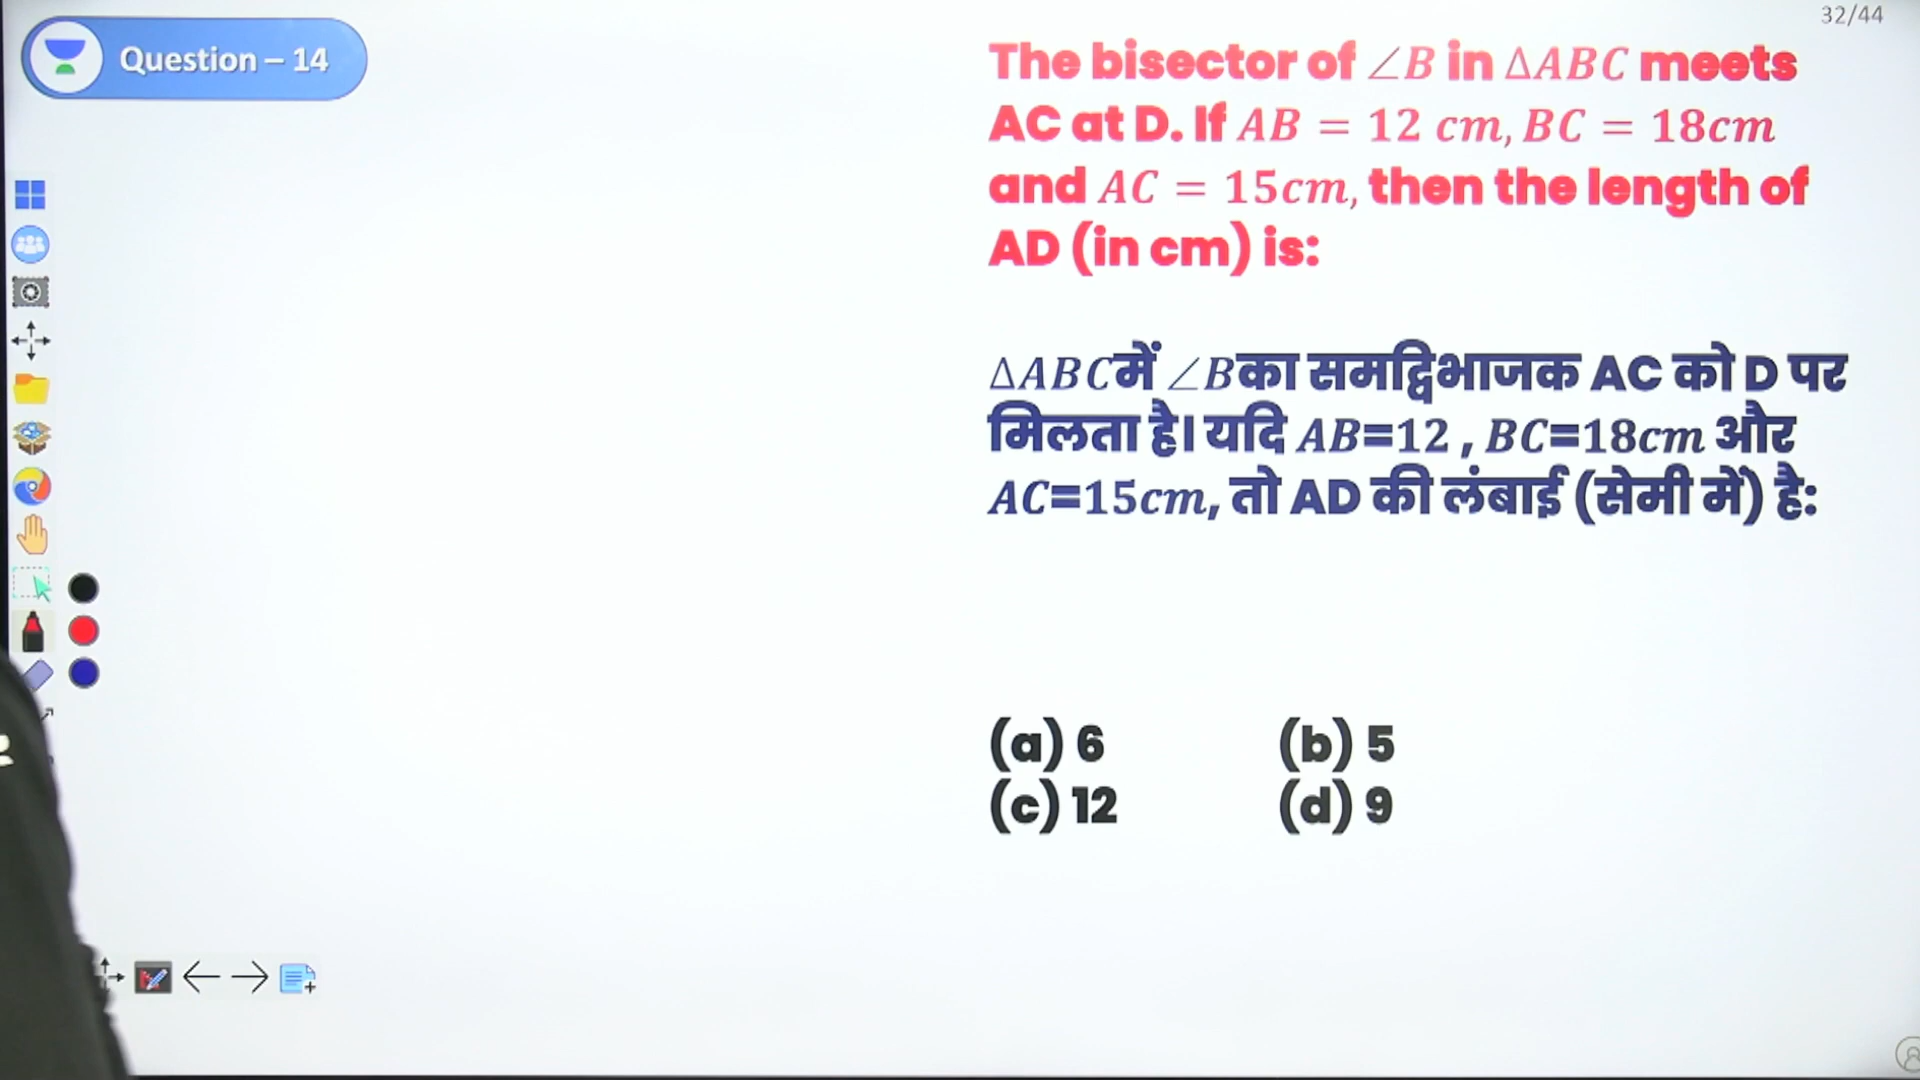 32/44
Question – 14
The bisector of ∠B in ΔABC meets
AC at D. If AB = 12 cm, BC = 18cm
and AC = 15cm, then the length of
AD (in cm) is:
ΔABCमें ∠Bका समद्विभाजक AC को D पर
मिलता है। यदि AB=12 , BC=18cm और
AC=15cm, तो AD की लंबाई (सेमी में) है:
(a) 6 (b) 5
(c) 12 (d) 9